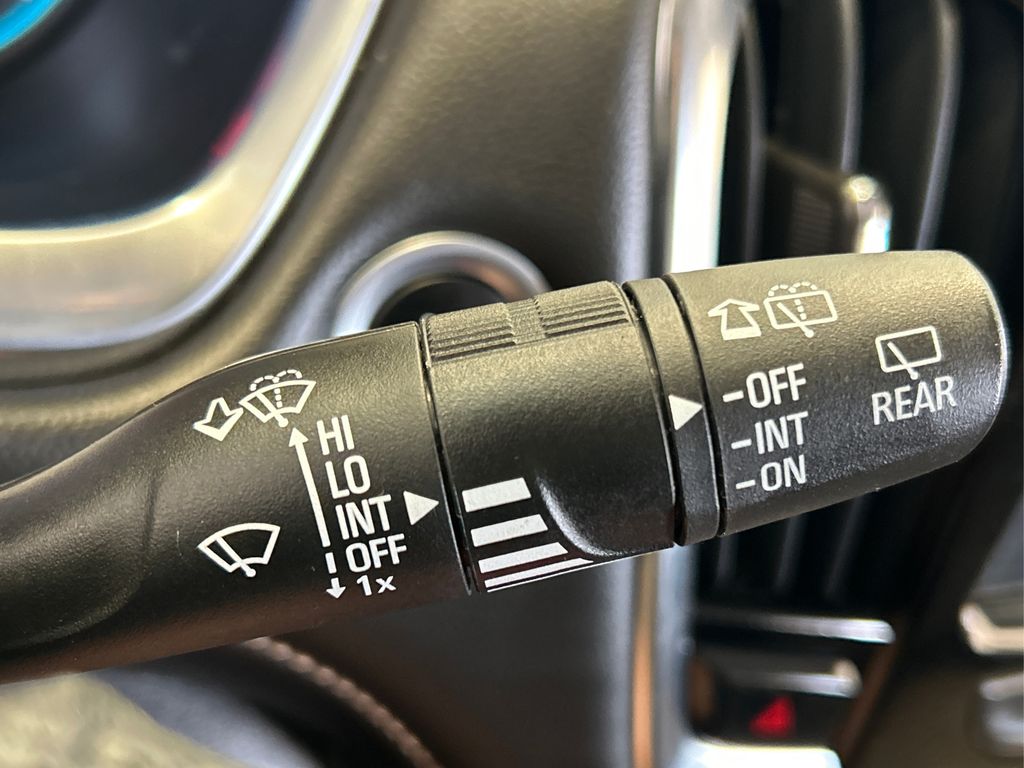 HI
LO
INT
OFF
1x
-OFF
-INT
-ON
REAR